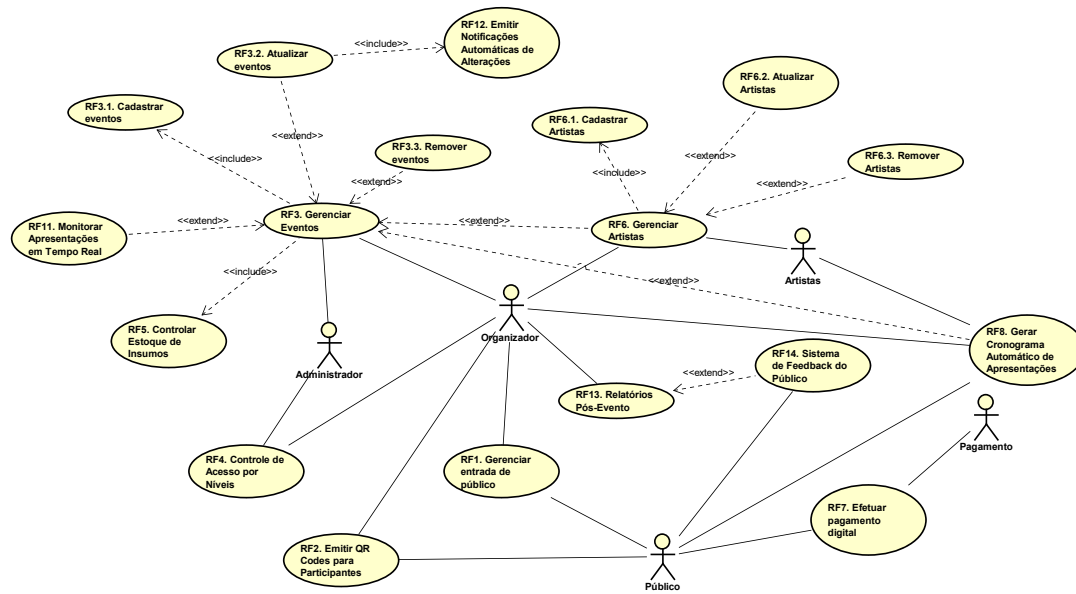 RF12. Emitir
Notificações
Automáticas de
Alterações
<<include>>
RF3.2. Atualizar
eventos
RF6.2. Atualizar
Artistas
RF3.1. Cadastrar
eventos
RF6.1. Cadastrar
Artistas
<<extend>>
RF3.3. Remover
eventos
<<include>>
<<extend>>
<<extend>>
<<include>>
RF6.3. Remover
Artistas
<<extend>>
<<extend>>
RF3. Gerenciar
Eventos
<<extend>>
RF6. Gerenciar
Artistas
RF11. Monitorar
Apresentações
em Tempo Real
<<extend>>
<<include>>
<<extend>>
Artistas
RF5. Controlar
Estoque de
Insumos
Organizador
Administrador
RF8. Gerar
Cronograma
Automático de
Apresentações
RF14. Sistema
de Feedback do
Público
<<extend>>
RF13. Relatórios
Pós-Evento
Pagamento
RF4. Controle de
Acesso por
Níveis
RF1. Gerenciar
entrada de
público
RF7. Efetuar
pagamento
digital
RF2. Emitir QR
Codes para
Participantes
Público